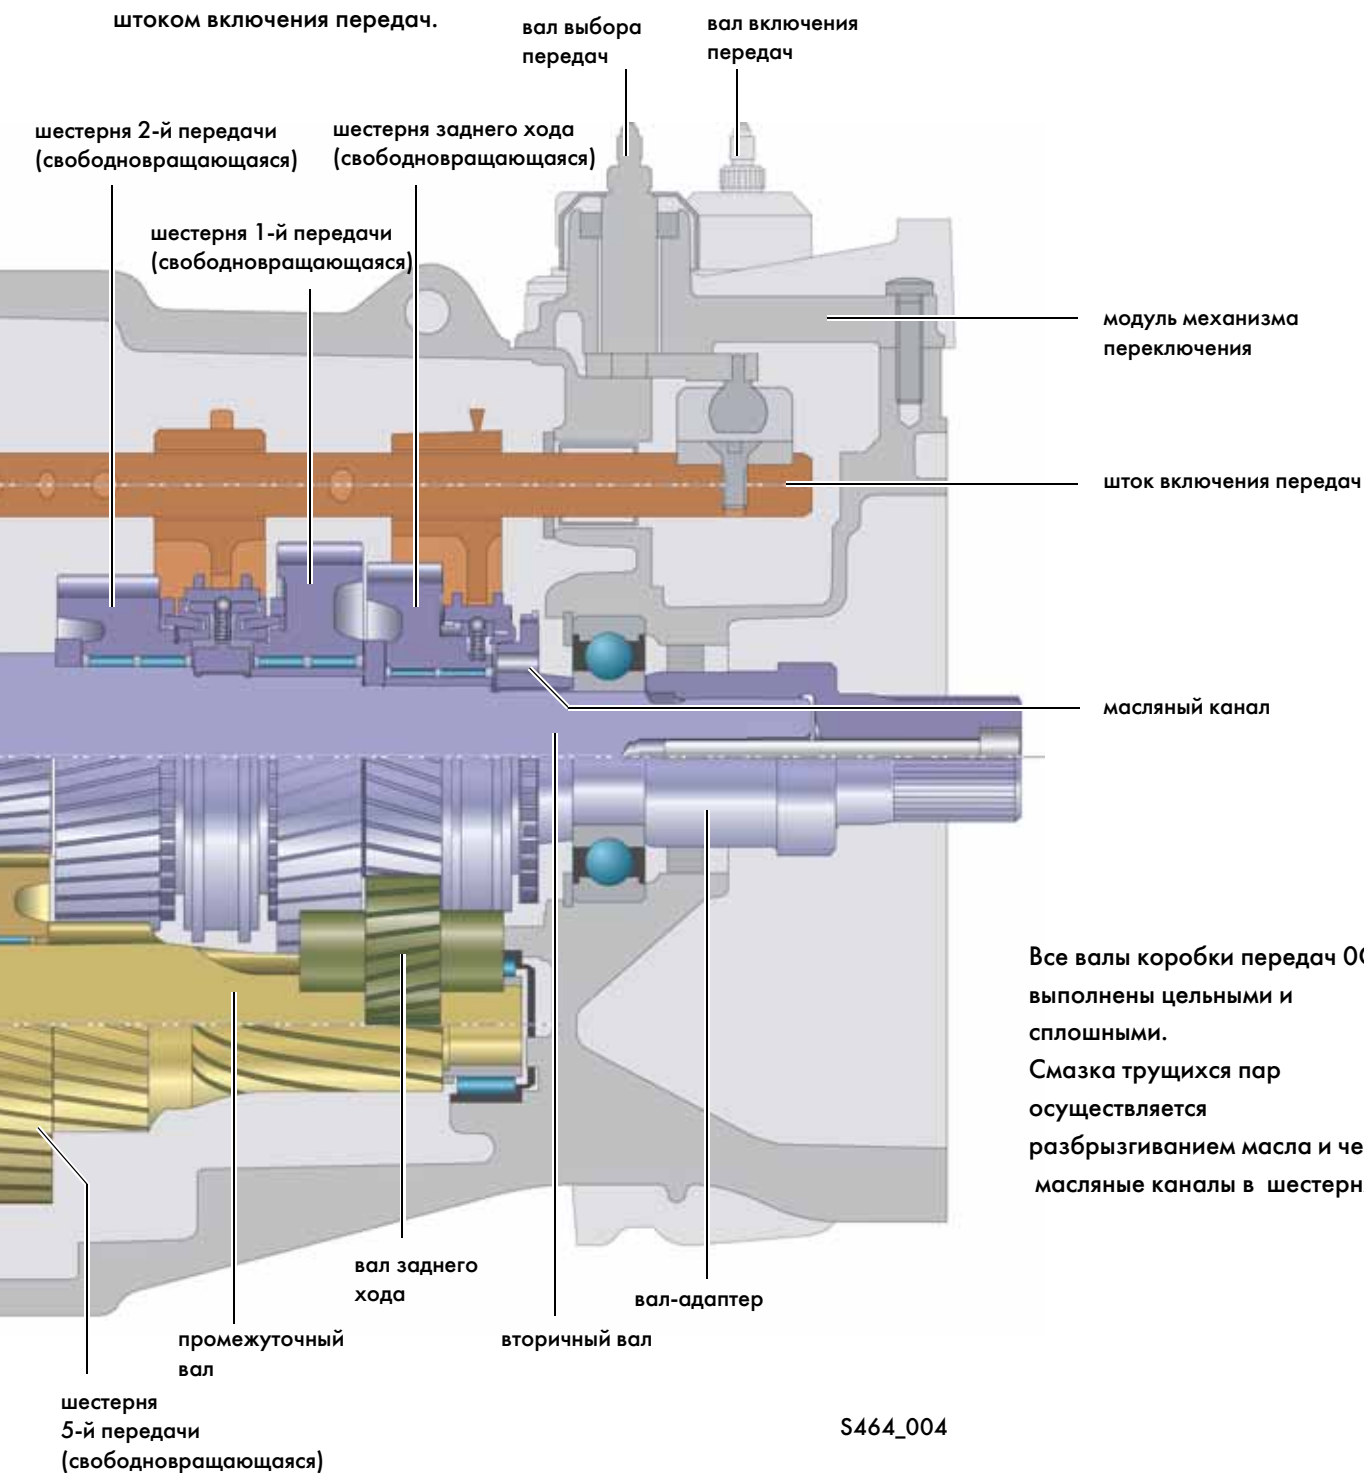 штоком включения передач.
вал выбора
передач
вал включения
передач
шестерня 2-й передачи
(свободновращающаяся)
шестерня заднего хода
(свободновращающаяся)
шестерня 1-й передачи
(свободновращающаяся)
модуль механизма
переключения
шток включения передач
масляный канал
Все валы коробки передач
выполнены цельными и
сплошными.
Смазка трущихся пар
осуществляется
разбрызгиванием масла и
масляные каналы в
вал заднего
хода
вал-адаптер
промежуточный
вал
вторичный вал
шестерня
5-й передачи
(свободновращающаяся)
S464_004